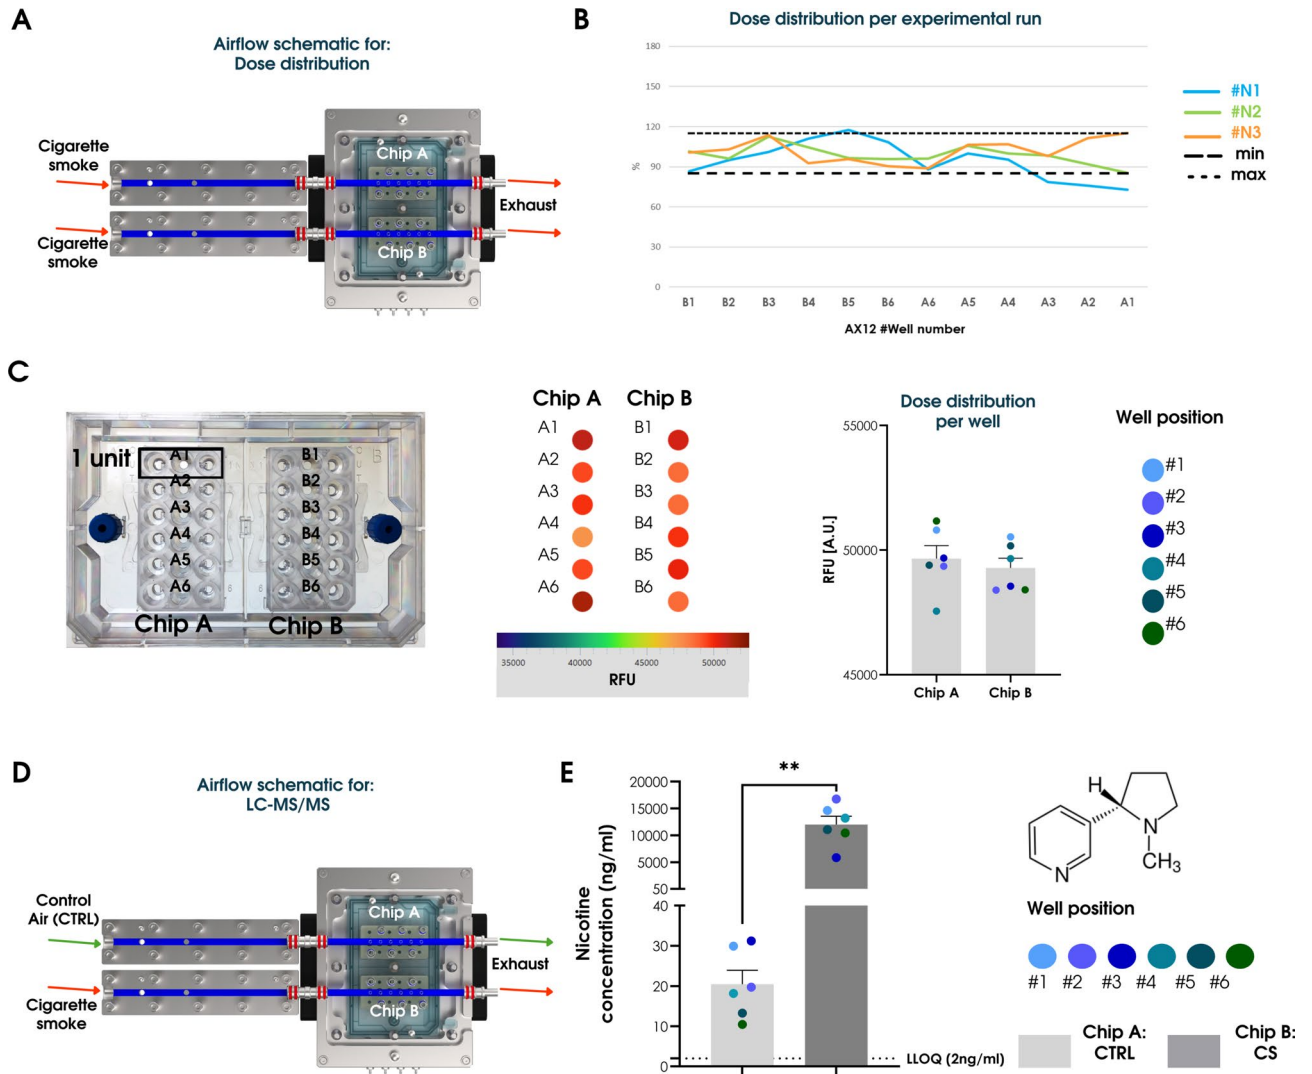 A
Airflow schematic for:
Dose distribution
Cigarette
smoke
Cigarette
smoke
Chip A
Chip B
Exhaust
B
Dose distribution per experimental run
180
150
120
90
60
30
0
%
B1 B2 B3 B4 B5 B6 A6 A5 A4 A3 A2 A1
AX12 #Well number
#N1
#N2
#N3
min
max
C
1 unit
A1
A2
A3
A4
A5
A6
Chip A
B1
B2
B3
B4
B5
B6
Chip B
Chip A Chip B
A1 B1
A2 B2
A3 B3
A4 B4
A5 B5
A6 B6
35000 40000 45000 50000
RFU
Dose distribution
per well
55000
50000
45000
RFU [A.U.]
Chip A Chip B
Well position
#1
#2
#3
#4
#5
#6
D
Airflow schematic for:
LC-MS/MS
Control
Air (CTRL)
Cigarette
smoke
Chip A
Chip B
Exhaust
E
Nicotine
concentration (ng/ml)
20000
15000
10000
5000
50
40
30
20
10
0
**
LLOQ (2ng/ml)
H
N
N
CH3
Well position
#1 #2 #3 #4 #5 #6
Chip A:
CTRL
Chip B:
CS